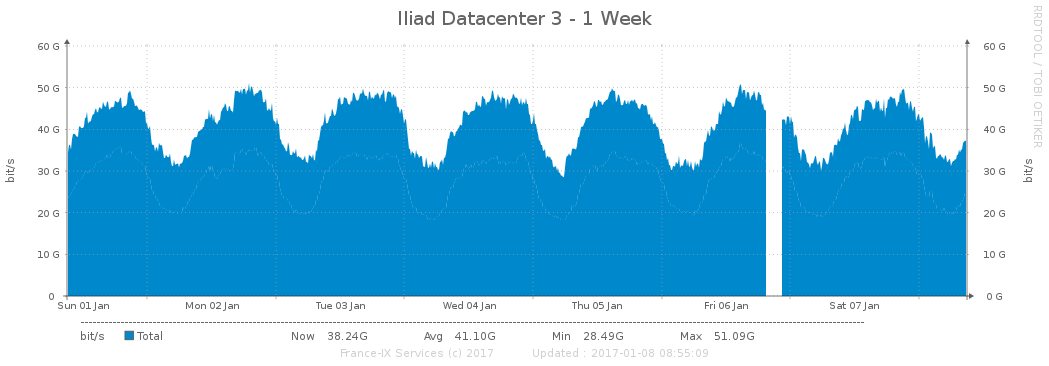 Iliad Datacenter 3 - 1 Week
RRDTOOL / TOBI OETIKER
60 G 60 G
50 G 50 G
40 G 40 G
30 G 30 G
20 G 20 G
10 G 10 G
0 0 G
bit/s bit/s
Sun 01 Jan Mon 02 Jan Tue 03 Jan Wed 04 Jan Thu 05 Jan Fri 06 Jan Sat 07 Jan
bit/s Total Now 38.24G Avg 41.10G Min 28.49G Max 51.09G
France-IX Services (c) 2017 Updated : 2017-01-08 08:55:09